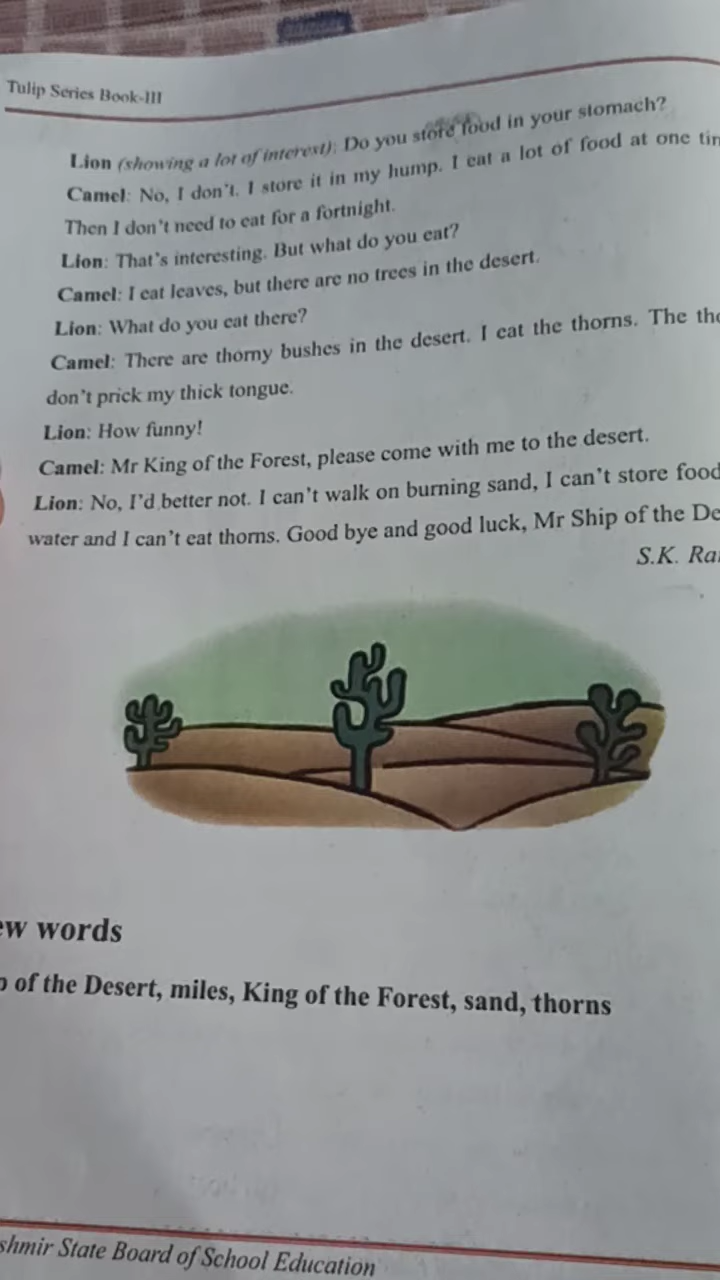 Tulip Series Book-III
Lion (showing a lot of interest): Do you store food in your stomach?
Camel: No, I don't. I store it in my hump. I eat a lot of food at one
Then I don't need to eat for a fortnight.
Lion: That's interesting. But what do you eat?
Camel: I eat leaves, but there are no trees in the desert.
Lion: What do you eat there?
Camel: There are thorny bushes in the desert. I eat the thorns. The
don't prick my thick tongue.
Lion: How funny!
Camel: Mr King of the Forest, please come with me to the desert.
Lion: No, I'd better not. I can't walk on burning sand, I can't store food
water and I can't eat thorns. Good bye and good luck, Mr Ship of the
S.K.
words
of the Desert, miles, King of the Forest, sand, thorns
State Board of School Education